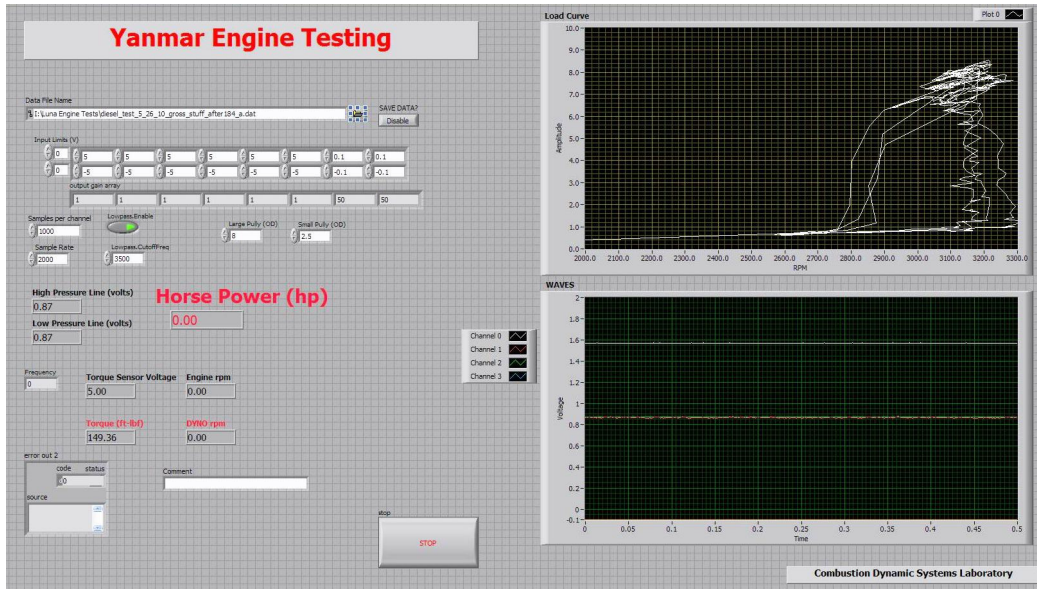 Yanmar Engine Testing
Data File Name
I:\Luna Engine Tests\diesel_test_5_26_10_gross_stuff_after184_a.dat
SAVE DATA?
Disable
Input Limits (V)
0 5 5 5 5 5 5 0.1 0.1
0 -5 -5 -5 -5 -5 -5 -0.1 -0.1
output gain array
1 1 1 1 1 1 50 50
Samples per channel
1000
Lowpass.Enable
Large Pully (OD)
8
Small Pully (OD)
2.5
Sample Rate
2000
Lowpass.CutoffFreq
3500
High Pressure Line (volts)
0.87
Low Pressure Line (volts)
0.87
Horse Power (hp)
0.00
Frequency
0
Torque Sensor Voltage
5.00
Engine rpm
0.00
Torque (ft-lbf)
149.36
DYNO rpm
0.00
error out 2
code status
0
source
Comment
stop
STOP
Channel 0
Channel 1
Channel 2
Channel 3
Load Curve
Plot 0
10.0
9.0
8.0
7.0
6.0
5.0
4.0
3.0
2.0
1.0
0.0
Amplitude
2000.0 2100.0 2200.0 2300.0 2400.0 2500.0 2600.0 2700.0 2800.0 2900.0 3000.0 3100.0 3200.0 3300.0
RPM
WAVES
2
1.8
1.6
1.4
1.2
1
0.8
0.6
0.4
0.2
0
-0.1
Voltage
0 0.05 0.1 0.15 0.2 0.25 0.3 0.35 0.4 0.45 0.5
Time
Combustion Dynamic Systems Laboratory